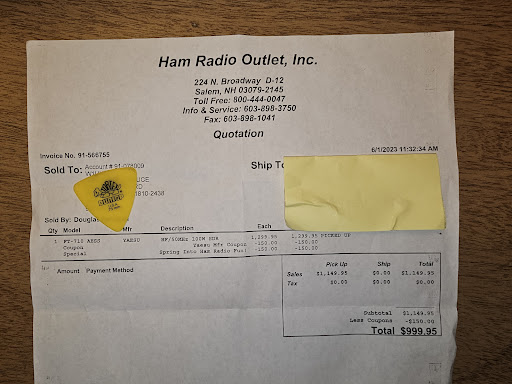 Ham Radio Outlet, Inc.
224 N. Broadway D-12
Salem, NH 03079-2145
Toll Free: 800-444-0047
Info & Service: 603-898-3750
Fax: 603-898-1041
Quotation
Invoice No. 91-566755
6/1/2023 11:32:34 AM
Sold To: Account # 91-078009
Ship To
1810-2438
Sold By: Douglas
Qty Model Mfr Description Each Total
1 FT-710 AESS YAESU HF/50MHz 100W SDR 1,299.95 1,299.95 PICKED UP
Coupon Yaesu Mfr Coupon -150.00 -150.00
Special Spring Into Ham Radio Fun! -150.00 -150.00
Amount Payment Method
Pick Up Ship Total
Sales $1,149.95 $0.00 $1,149.95
Tax $0.00 $0.00 $0.00
Subtotal $1,149.95
Less Coupons -$150.00
Total $999.95